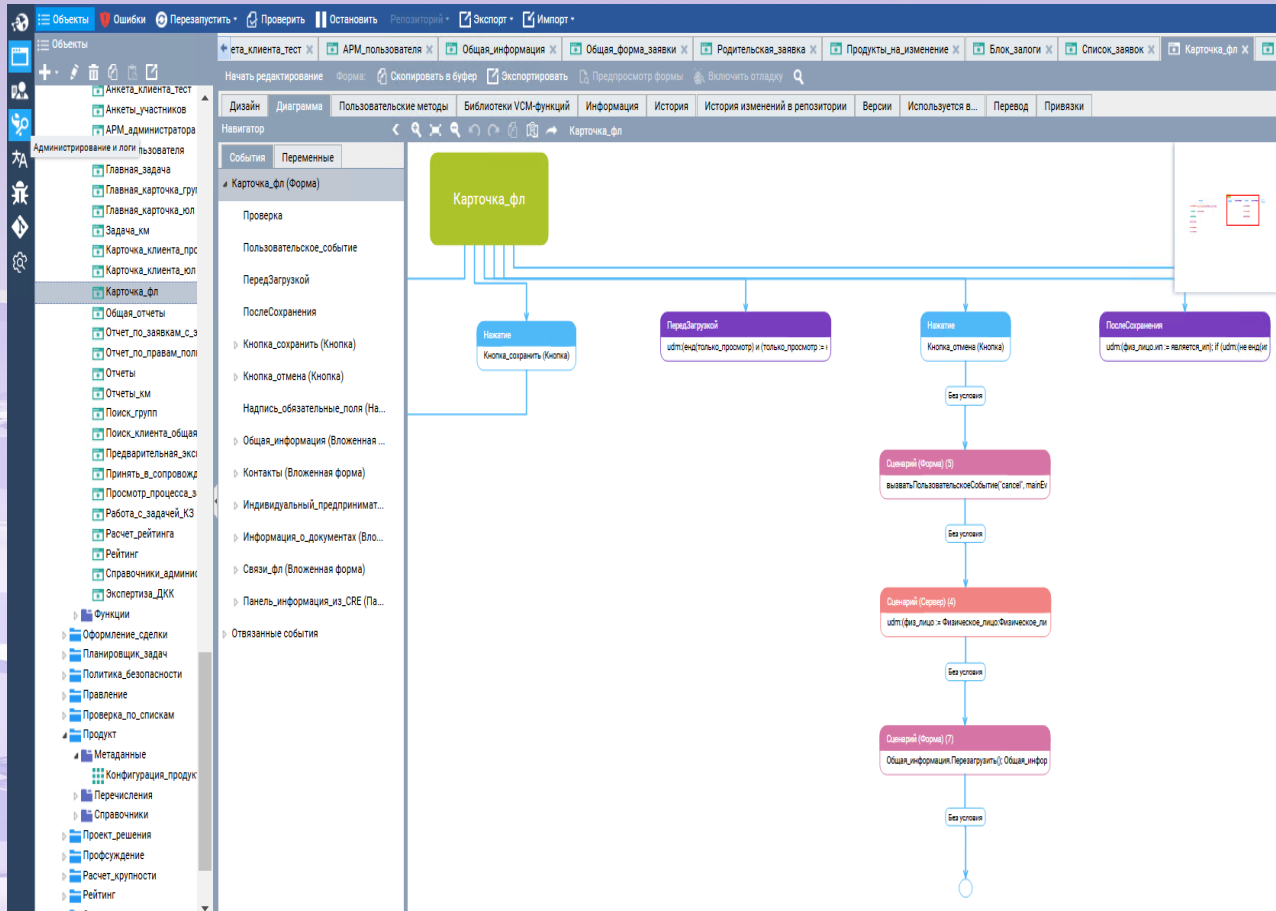 Объекты Ошибки Перезапустить Проверить Остановить Репозиторий Экспорт Импорт
Объекты
ета_клиента_тест АРМ_пользователя Общая_информация Общая_форма_заявки Родительская_заявка Продукты_на_изменение Блок_залоги Список_заявок Карточка_фл
Начать редактирование Форма: Скопировать в буфер Экспортировать Предпросмотр формы Включить отладку
Дизайн Диаграмма Пользовательские методы Библиотеки VCM-функций Информация История История изменений в репозитории Версии Используется в... Перевод Привязки
Навигатор Карточка_фл
События Переменные
Анкета_клиента_тест
Анкеты_участников
АРМ_администратора
Администрирование и логи
льзователя
Главная_задача
Главная_карточка_гру
Главная_карточка_юл
Задача_км
Карточка_клиента_про
Карточка_клиента_юл
Карточка_фл
Общая_отчеты
Отчет_по_заявкам_с_з
Отчет_по_правам_пол
Отчеты
Отчеты_км
Поиск_групп
Поиск_клиента_общая
Предварительная_экс
Принять_в_сопровожд
Просмотр_процесса_з
Работа_с_задачей_КЗ
Расчет_рейтинга
Рейтинг
Справочники_админис
Экспертиза_ДКК
Функции
Оформление_сделки
Планировщик_задач
Политика_безопасности
Правление
Проверка_по_спискам
Продукт
Метаданные
Конфигурация_продук
Перечисления
Справочники
Проект_решения
Профсуждение
Расчет_крупности
Рейтинг
Карточка_фл (Форма)
Проверка
Пользовательское_событие
ПередЗагрузкой
ПослеСохранения
Кнопка_сохранить (Кнопка)
Кнопка_отмена (Кнопка)
Надпись_обязательные_поля (На...
Общая_информация (Вложенная ...
Контакты (Вложенная форма)
Индивидуальный_предпринимат...
Информация_о_документах (Вло...
Связи_фл (Вложенная форма)
Панель_информация_из_CRE (Па...
Отвязанные события
Карточка_фл
Нажатие
Кнопка_сохранить (Кнопка)
ПередЗагрузкой
udm:(енд(только_просмотр) и (только_просмотр :=
Нажатие
Кнопка_отмена (Кнопка)
ПослеСохранения
udm:(физ_лицо.ип := является_ип); if (udm:(не енд(ип
Без условия
Сценарий (Форма) (5)
вызватьПользовательскоеСобытие("cancel", mainEv
Без условия
Сценарий (Сервер) (4)
udm:(физ_лицо := Физическое_лицо:Физическое_ли
Без условия
Сценарий (Форма) (7)
Общая_информация.Перезагрузить(); Общая_инфор
Без условия